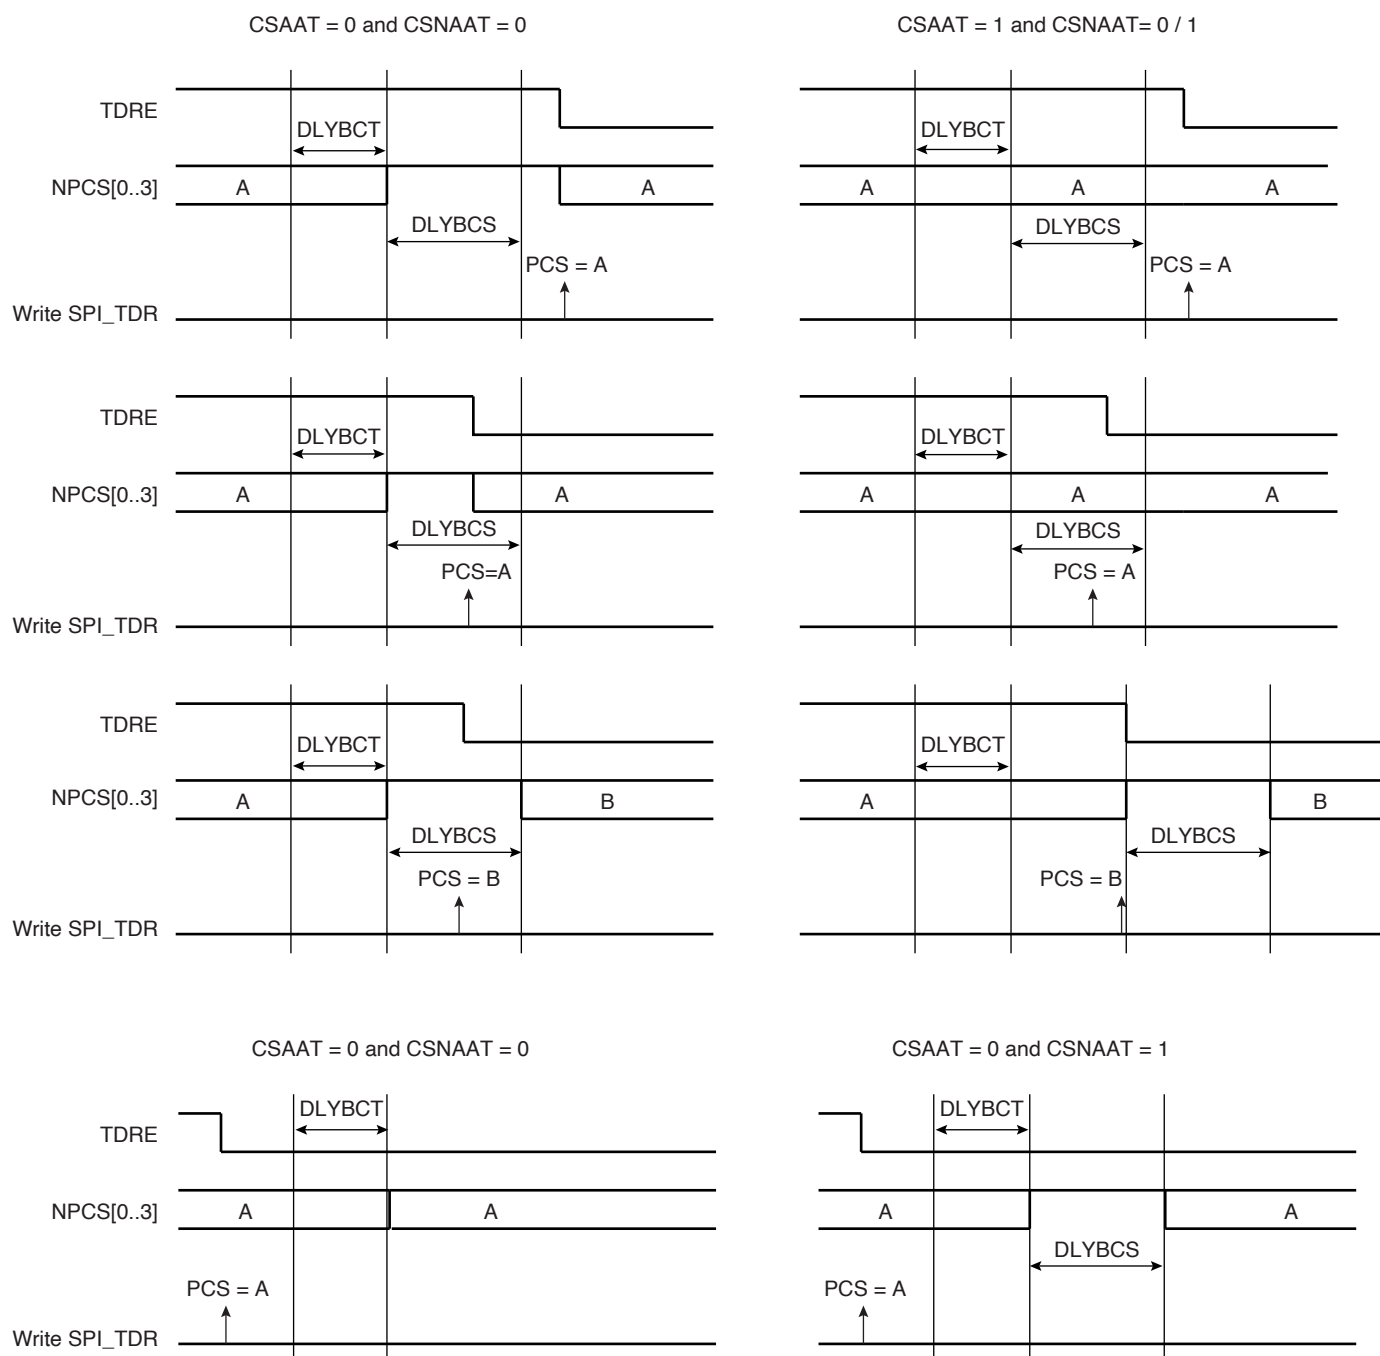 CSAAT = 0 and CSNAAT = 0
CSAAT = 1 and CSNAAT= 0 / 1
TDRE
DLYBCT
DLYBCT
NPCS[0..3]
A
A
A
A
A
DLYBCS
DLYBCS
PCS = A
PCS = A
Write SPI_TDR
TDRE
DLYBCT
DLYBCT
NPCS[0..3]
A
A
A
A
A
DLYBCS
DLYBCS
PCS=A
PCS = A
Write SPI_TDR
TDRE
DLYBCT
DLYBCT
NPCS[0..3]
A
B
A
B
DLYBCS
DLYBCS
PCS = B
PCS = B
Write SPI_TDR
CSAAT = 0 and CSNAAT = 0
CSAAT = 0 and CSNAAT = 1
DLYBCT
DLYBCT
TDRE
NPCS[0..3]
A
A
A
A
DLYBCS
PCS = A
PCS = A
Write SPI_TDR